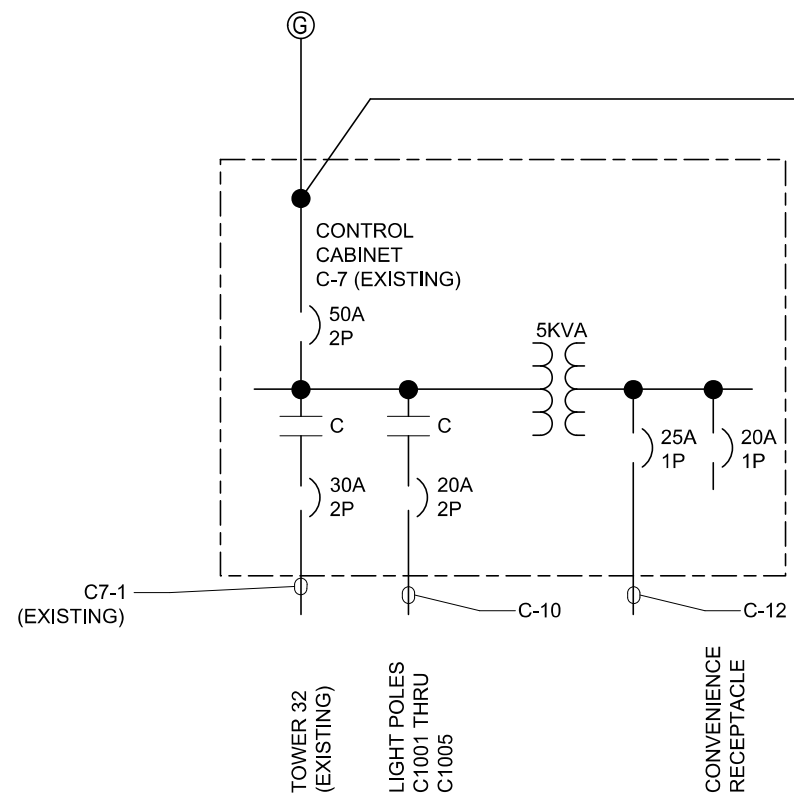 G
CONTROL
CABINET
C-7 (EXISTING)
50A
2P
5KVA
C
C
25A
1P
20A
1P
30A
2P
20A
2P
C7-1
(EXISTING)
C-10
C-12
TOWER 32
(EXISTING)
LIGHT POLES
C1001 THRU
C1005
CONVENIENCE
RECEPTACLE